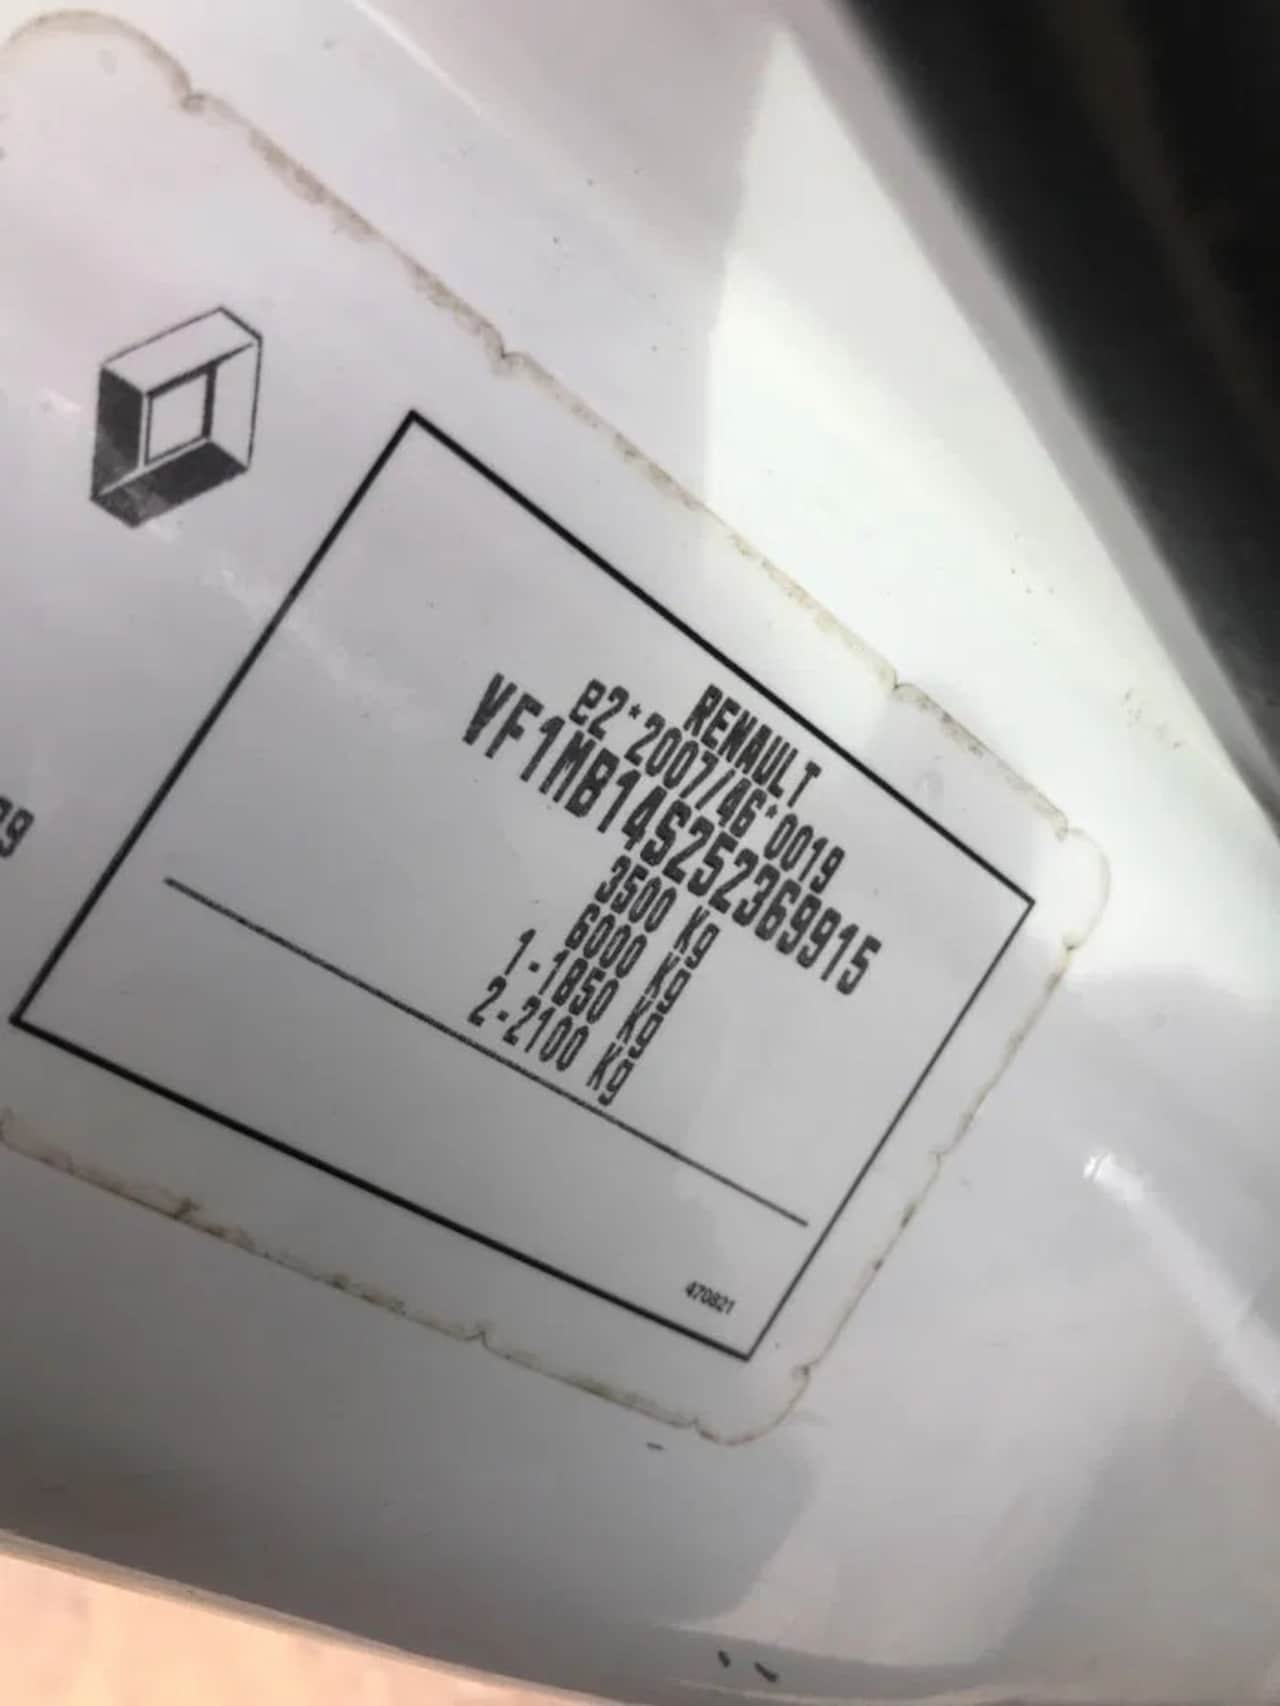 RENAULT
e2*2007/46*0019
VF1MB14S252369915
3500 Kg
6000 Kg
1-1850 Kg
2-2100 Kg
470821